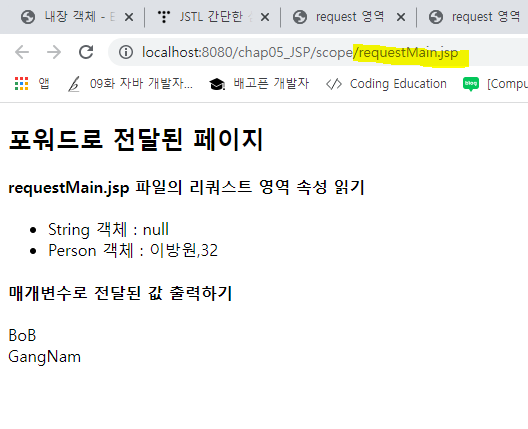 내장 객체 - E
JSTL 간단한
request 영역
request 영역
localhost:8080/chap05_JSP/scope/requestMain.jsp
앱
09화 자바 개발자...
배고픈 개발자
Coding Education
blog
[Compu
포워드로 전달된 페이지
requestMain.jsp 파일의 리퀘스트 영역 속성 읽기
• String 객체 : null
• Person 객체 : 이방원,32
매개변수로 전달된 값 출력하기
BoB
GangNam